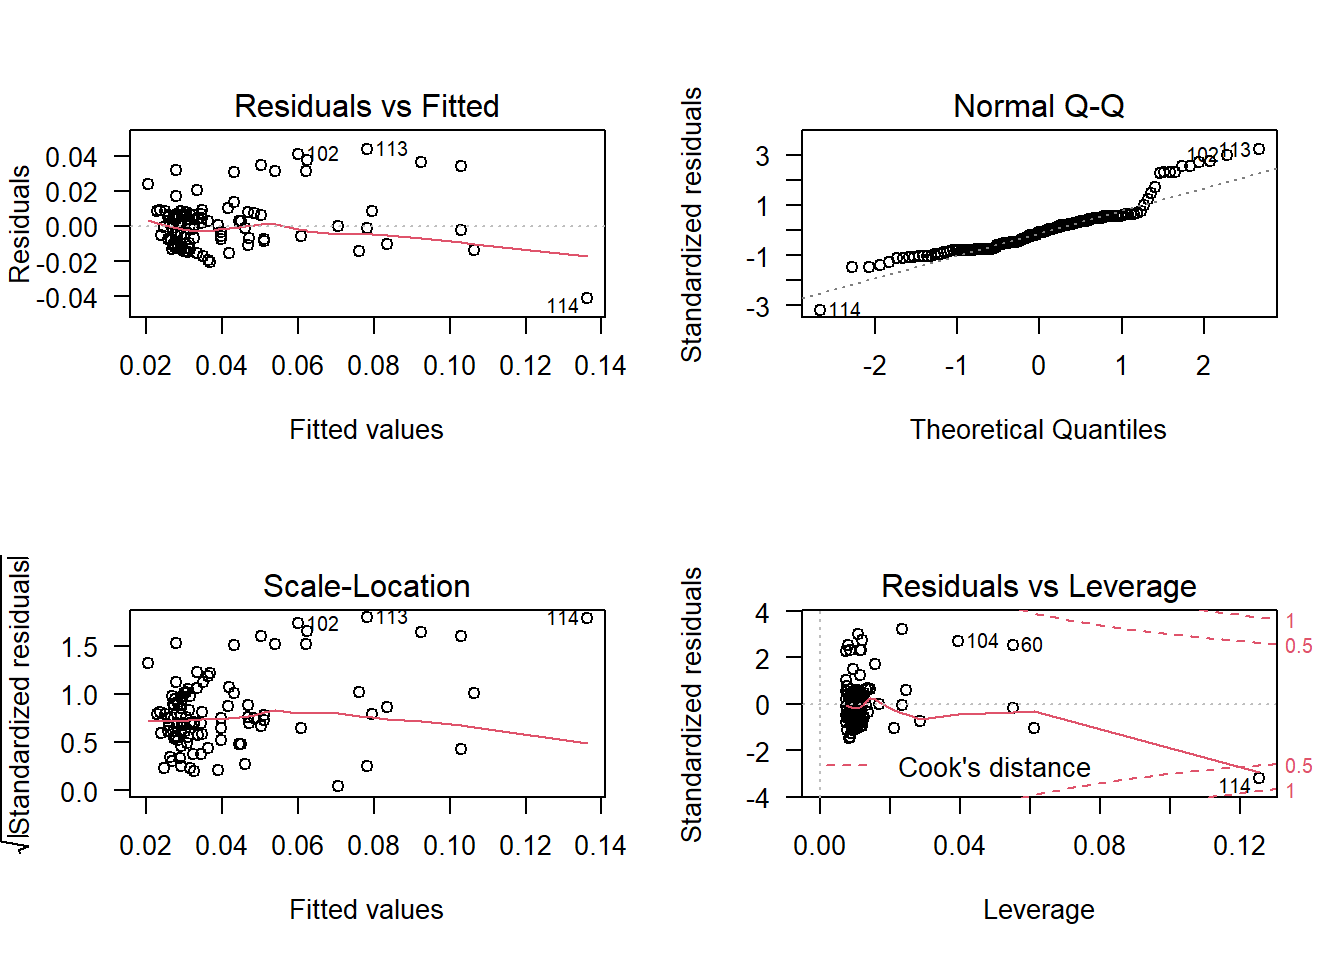 Residuals vs Fitted
Residuals
0.04
0.02
0.00
-0.02
-0.04
102
113
114
0.02 0.04 0.06 0.08 0.10 0.12 0.14
Fitted values
Normal Q-Q
Standardized residuals
3
1
-1
-3
102
113
114
-2 -1 0 1 2
Theoretical Quantiles
Scale-Location
√|Standardized residuals|
1.5
1.0
0.5
0.0
102
113
114
0.02 0.04 0.06 0.08 0.10 0.12 0.14
Fitted values
Residuals vs Leverage
Standardized residuals
4
2
0
-2
-4
104
60
114
1
0.5
0.5
1
Cook's distance
0.00 0.04 0.08 0.12
Leverage